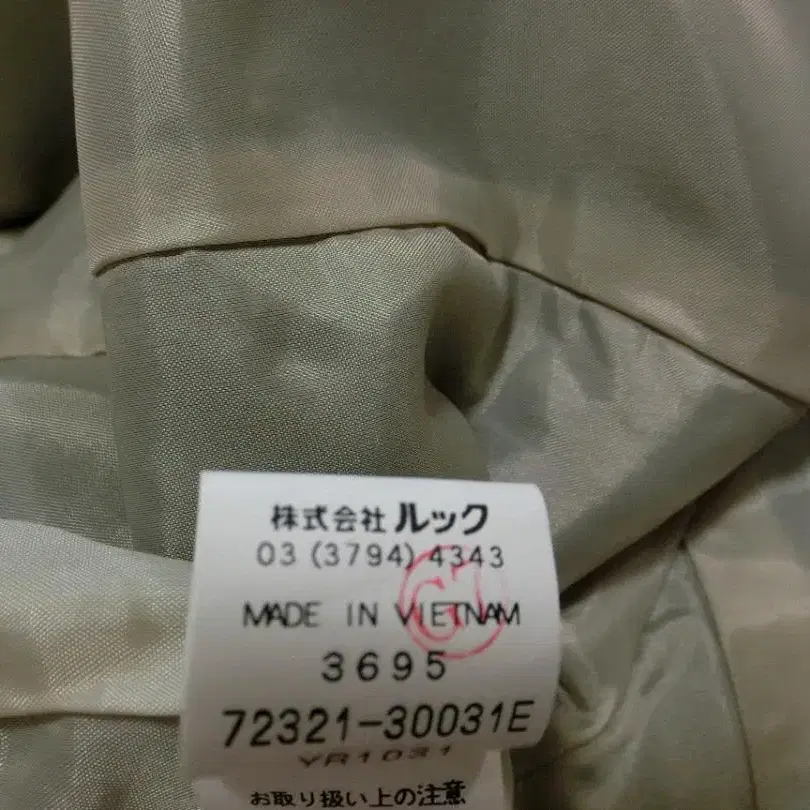 株式会社 ルック
03 (3794) 4343
MADE IN VIETNAM
3695
72321-30031E
YR1031
お取り扱い上の注意